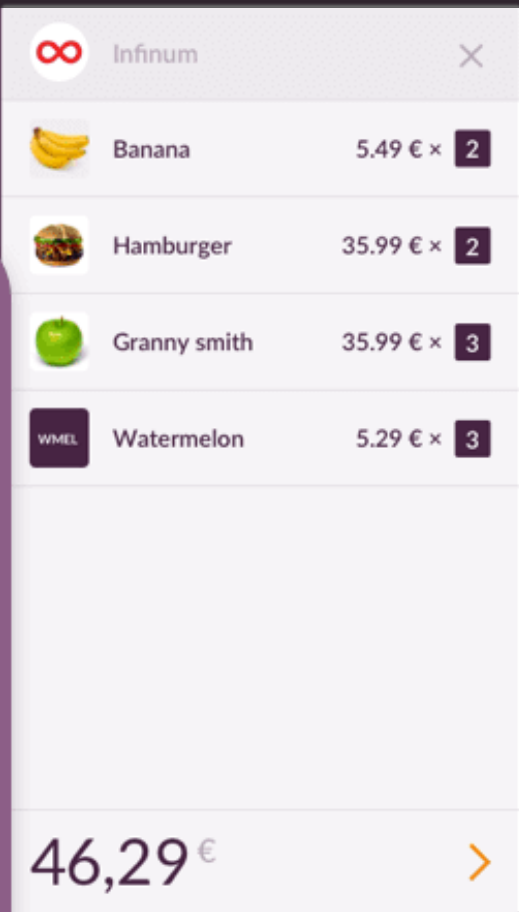 Infinum
Banana 5.49 € × 2
Hamburger 35.99 € × 2
Granny smith 35.99 € × 3
WMEL Watermelon 5.29 € × 3
46,29 €